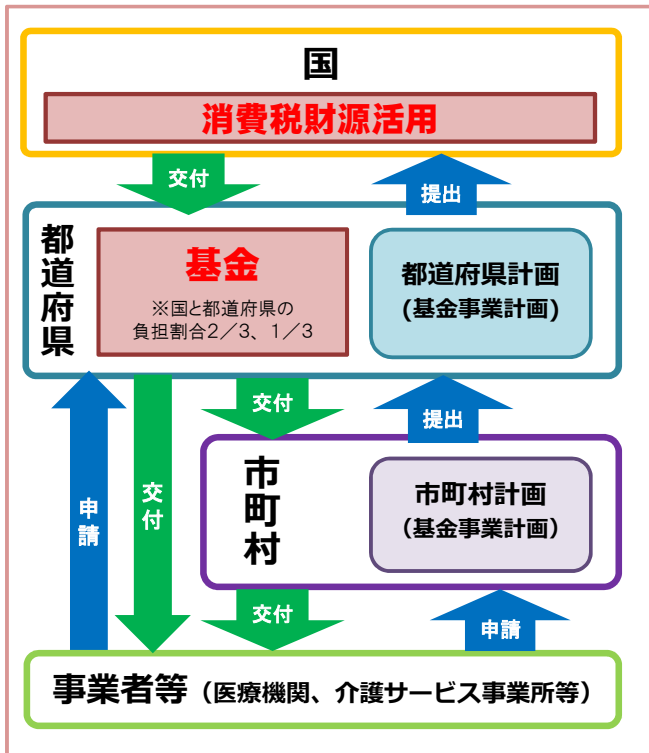 国
消費税財源活用
交付
提出
都道府県
基金
※国と都道府県の
負担割合2／3、1／3
都道府県計画
(基金事業計画)
交付
提出
申請
交付
市町村
市町村計画
（基金事業計画）
交付
申請
事業者等（医療機関、介護サービス事業所等）